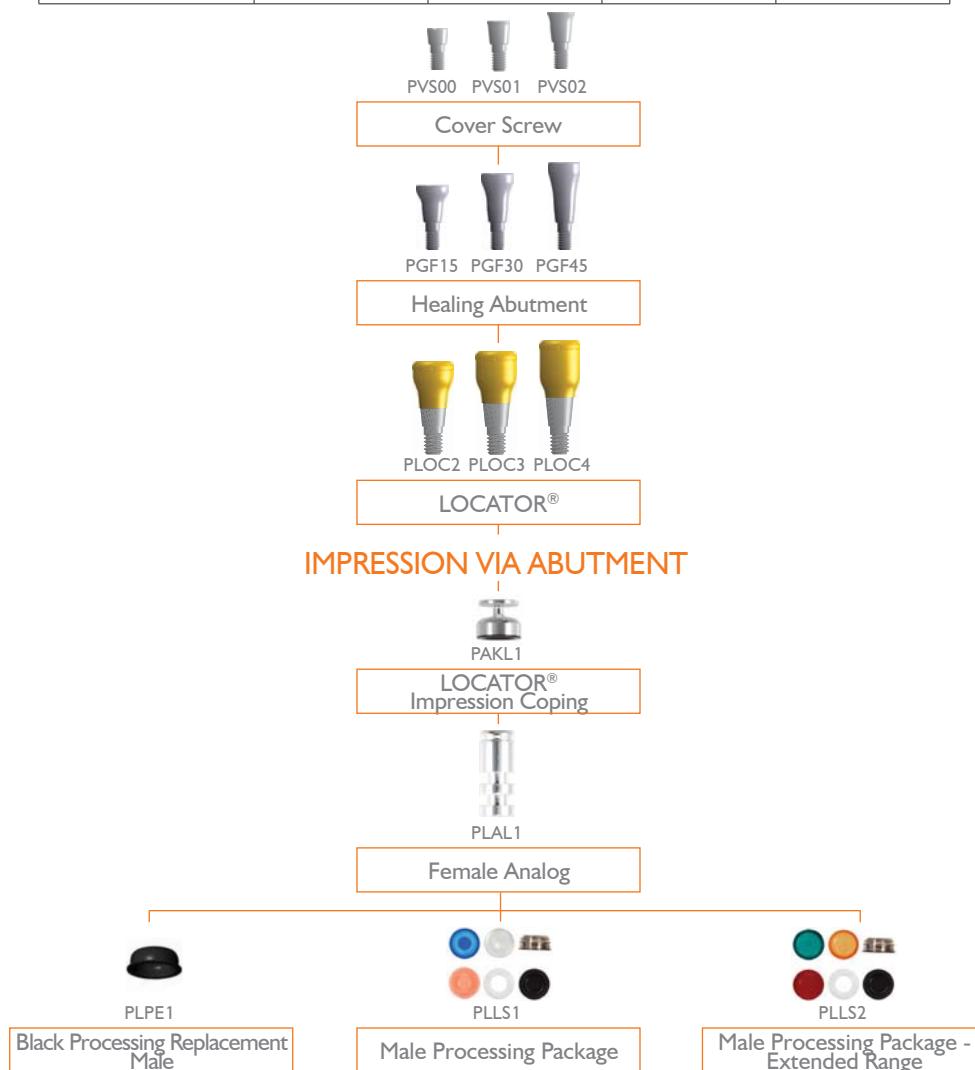 PVS00 PVS01 PVS02
Cover Screw
PGF15 PGF30 PGF45
Healing Abutment
PLOC2 PLOC3 PLOC4
LOCATOR®
IMPRESSION VIA ABUTMENT
PAKL1
LOCATOR®
Impression Coping
PLAL1
Female Analog
PLPE1
Black Processing Replacement
Male
PLLS1
Male Processing Package
PLLS2
Male Processing Package -
Extended Range